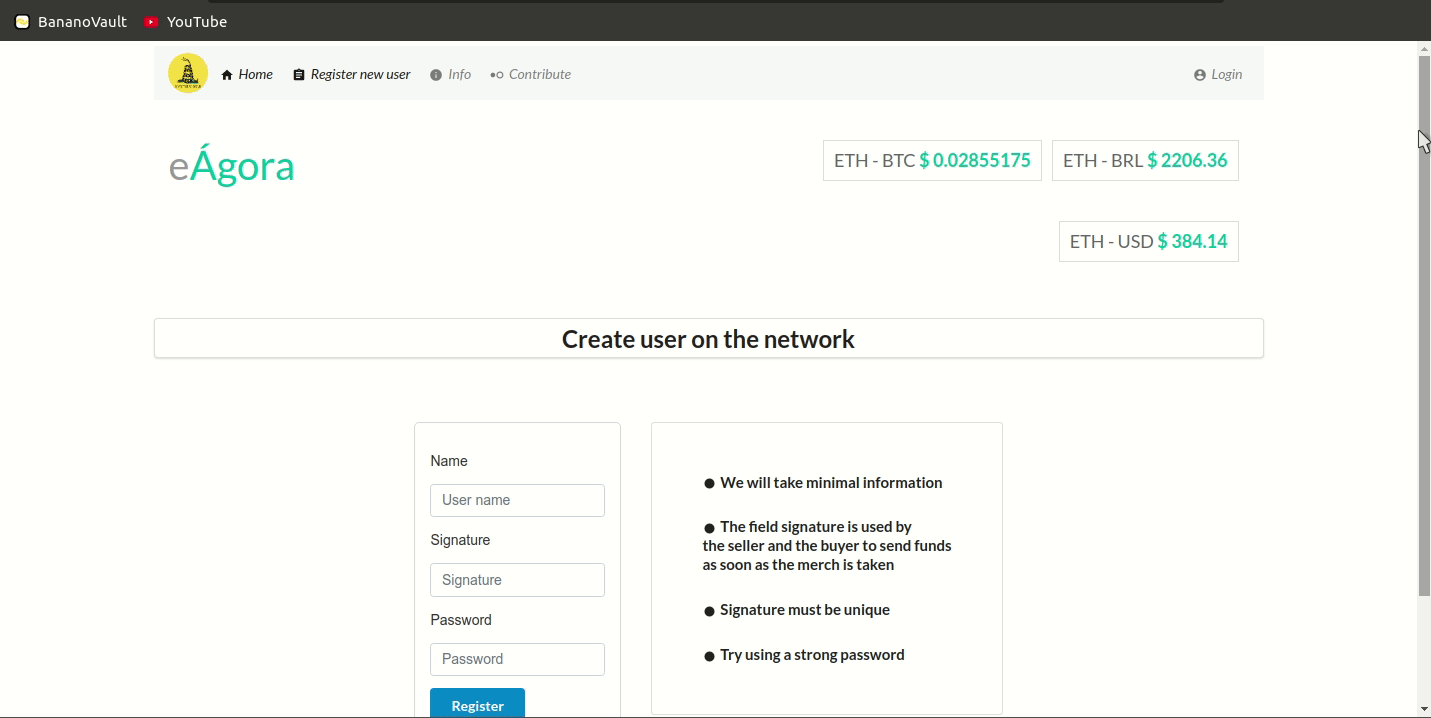 BananoVault YouTube
Home Register new user Info Contribute Login
eÁgora
ETH - BTC $ 0.02855175 ETH - BRL $ 2206.36
ETH - USD $ 384.14
Create user on the network
Name
User name
Signature
Signature
Password
Password
Register
● We will take minimal information
● The field signature is used by
the seller and the buyer to send funds
as soon as the merch is taken
● Signature must be unique
● Try using a strong password